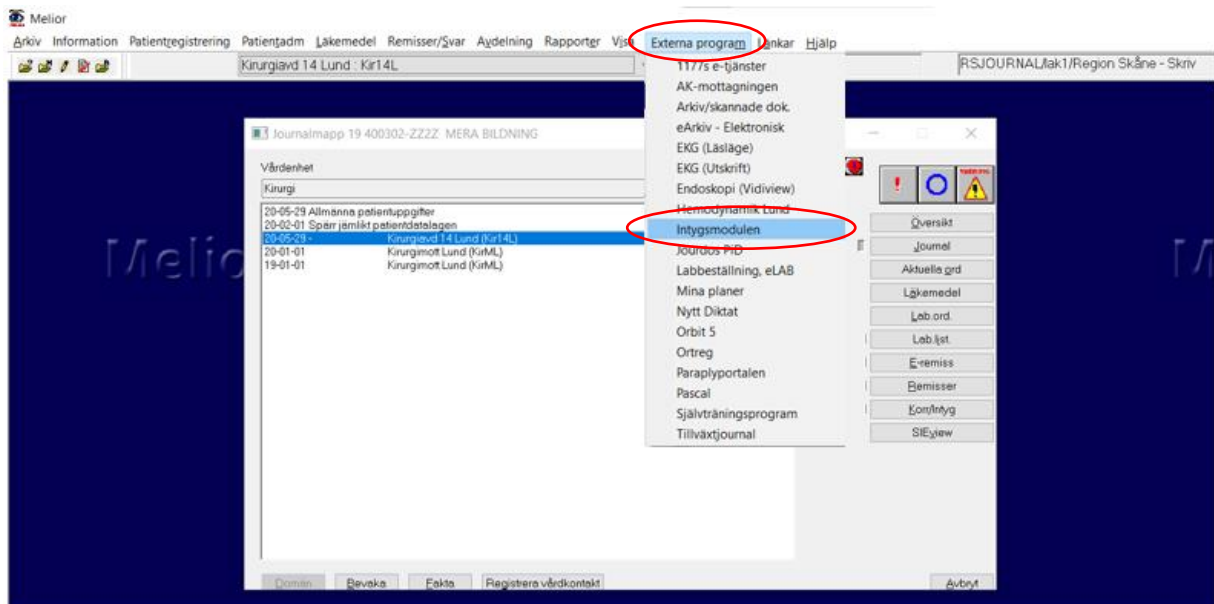 Melior
Arkiv Information Patientregistrering Patientadm Läkemedel Remisser/Svar Avdelning Rapporter Visa Externa program Länkar Hjälp
Kirurgiavd 14 Lund : Kir14L
RSJOURNAL/lak1/Region Skåne - Skriv
1177s e-tjänster
AK-mottagningen
Arkiv/skannade dok.
eArkiv - Elektronisk
EKG (Läsläge)
EKG (Utskrift)
Endoskopi (Vidiview)
Hemodynamik Lund
Intygsmodulen
Jourdos PiD
Labbeställning, eLAB
Mina planer
Nytt Diktat
Orbit 5
Ortreg
Paraplyportalen
Pascal
Självträningsprogram
Tillväxtjournal
Journalmapp 19 400302-ZZ2Z MERA BILDNING
Vårdenhet
Kirurgi
20-05-29 Allmänna patientuppgifter
20-02-01 Spärr jämlikt patientdatalagen
20-05-29 - Kirurgiavd 14 Lund (Kir14L)
20-01-01 Kirurgimott Lund (KirML)
19-01-01 Kirurgimott Lund (KirML)
Översikt
Journal
Aktuella ord
Läkemedel
Lab.ord.
Lab.list.
E-remiss
Remisser
Korr/Intyg
SIEview
Melio
Domän Bevaka Fakta Registrera vårdkontakt Avbryt